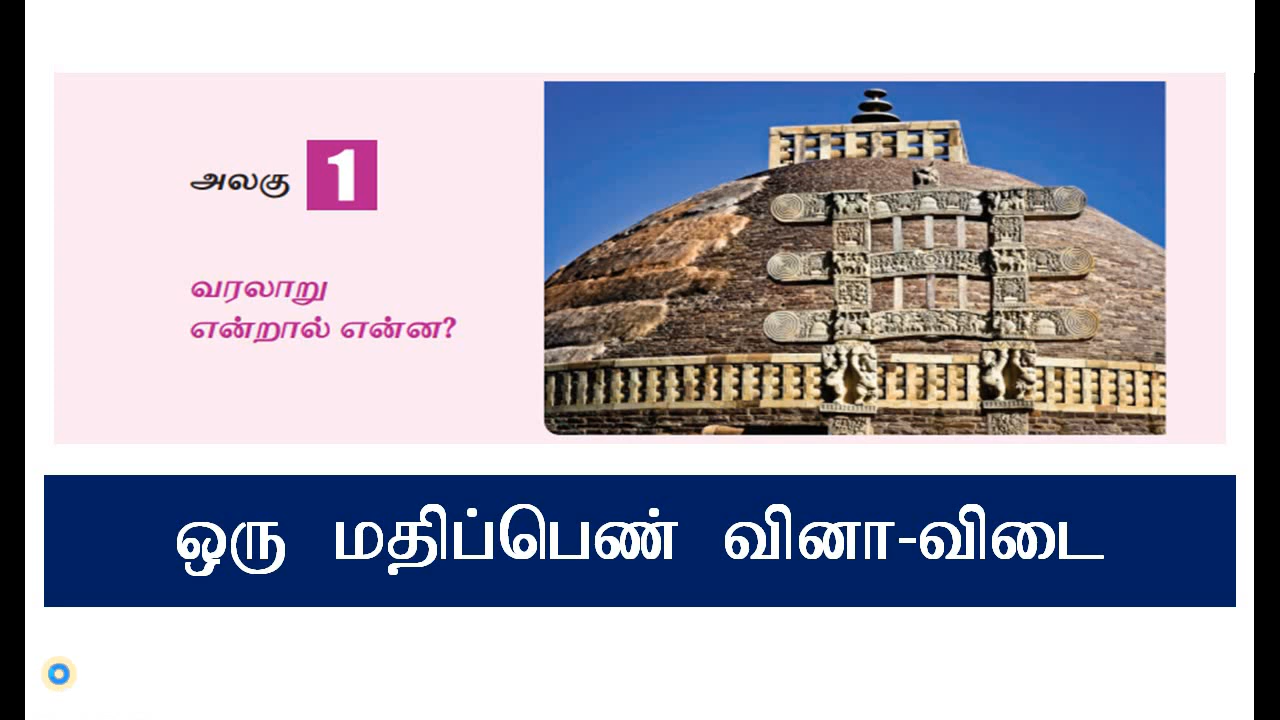 அலகு 1
வரலாறு
என்றால் என்ன?
ஒரு மதிப்பெண் வினா-விடை